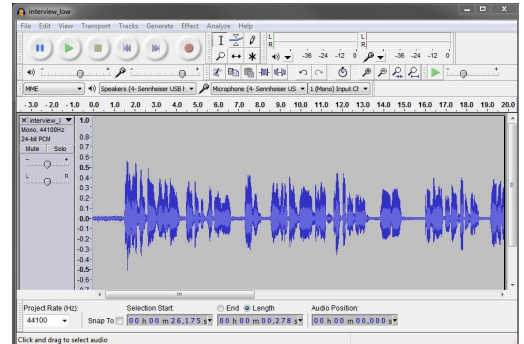 interview_low
File Edit View Transport Tracks Generate Effect Analyze Help
L
R
-36 -24 -12 0
L
R
-36 -24 -12 0
MME
Speakers (4- Sennheiser USB
Microphone (4- Sennheiser US
1 (Mono) Input Ch
-3.0 -2.0 -1.0 0.0 1.0 2.0 3.0 4.0 5.0 6.0 7.0 8.0 9.0 10.0 11.0 12.0 13.0 14.0 15.0 16.0 17.0 18.0 19.0 20.0
X interview_l
Mono, 44100Hz
24-bit PCM
Mute Solo
- +
L R
1.0
0.8
0.7
0.6
0.5
0.4
0.3
0.2
0.1
0.0
-0.1
-0.2
-0.3
-0.4
-0.5
-0.6
-0.7
Project Rate (Hz): Selection Start: End Length Audio Position:
44100 Snap To 00 h 00 m 26,175 s 00 h 00 m 00,278 s 00 h 00 m 00,000 s
Click and drag to select audio